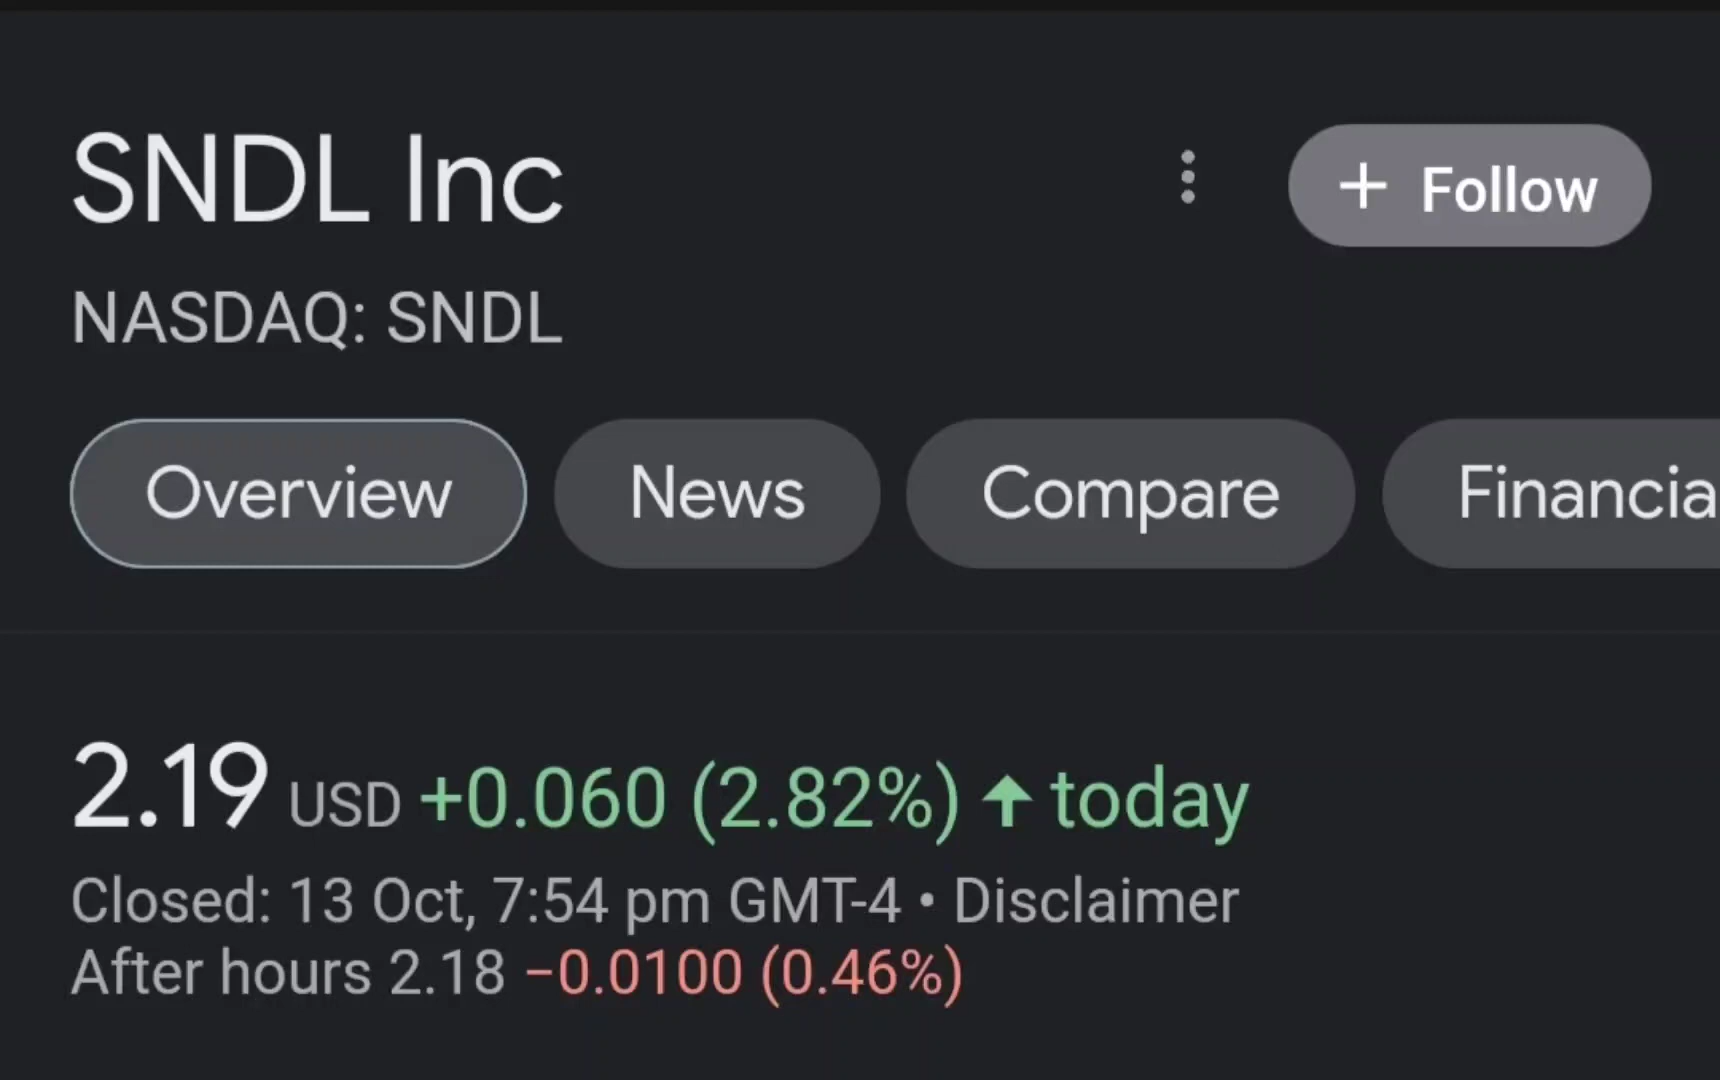 SNDL Inc
+ Follow
NASDAQ: SNDL
Overview News Compare Financia
2.19 USD +0.060 (2.82%) ↑ today
Closed: 13 Oct, 7:54 pm GMT-4 • Disclaimer
After hours 2.18 −0.0100 (0.46%)